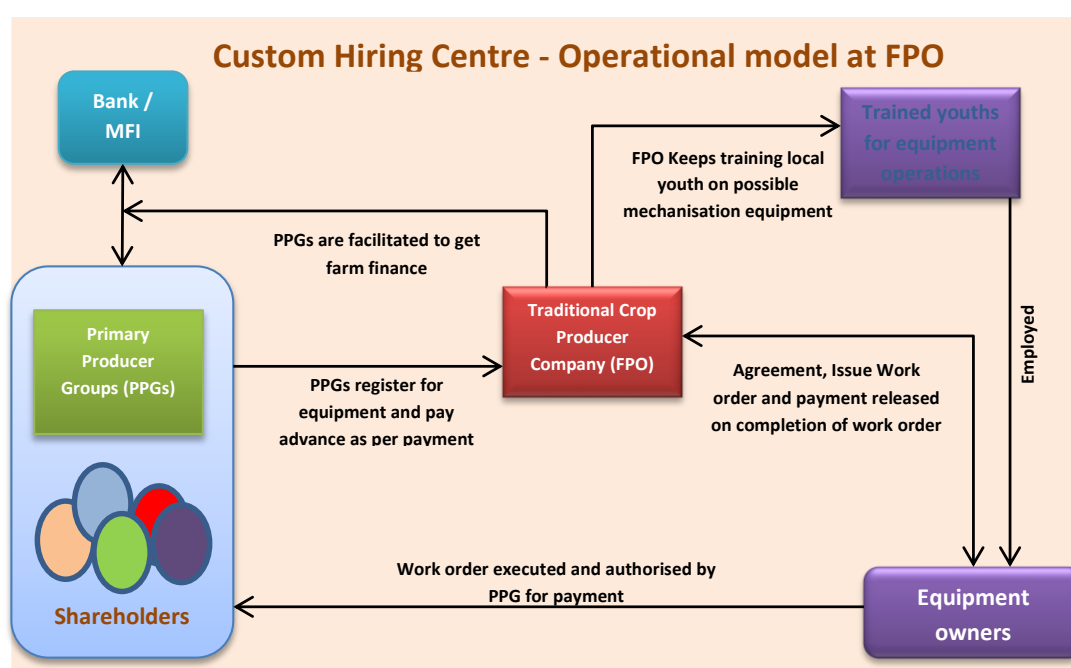 Custom Hiring Centre - Operational model at FPO
Bank /
MFI
Trained youths
for equipment
operations
FPO Keeps training local
youth on possible
mechanisation equipment
PPGs are facilitated to get
farm finance
Traditional Crop
Producer
Company (FPO)
Primary
Producer
Groups (PPGs)
PPGs register for
equipment and pay
advance as per payment
Agreement, Issue Work
order and payment released
on completion of work order
Employed
Work order executed and authorised by
PPG for payment
Shareholders
Equipment
owners